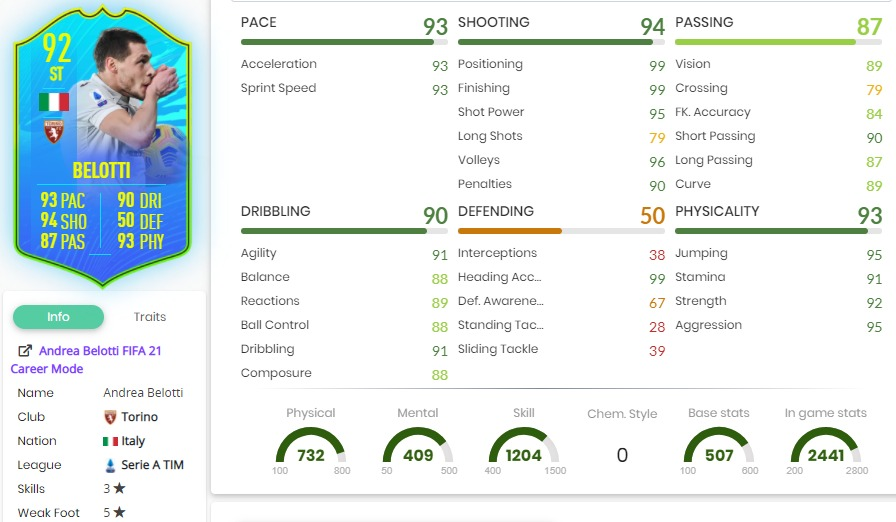 92
ST
TORINO
BELOTTI
93 PAC 90 DRI
94 SHO 50 DEF
87 PAS 93 PHY
Info Traits
Andrea Belotti FIFA 21
Career Mode
Name Andrea Belotti
Club Torino
Nation Italy
League Serie A TIM
Skills 3★
Weak Foot 5★
PACE 93
Acceleration 93
Sprint Speed 93
SHOOTING 94
Positioning 99
Finishing 99
Shot Power 95
Long Shots 79
Volleys 96
Penalties 90
PASSING 87
Vision 89
Crossing 79
FK. Accuracy 84
Short Passing 90
Long Passing 87
Curve 89
DRIBBLING 90
Agility 91
Balance 88
Reactions 89
Ball Control 88
Dribbling 91
Composure 88
DEFENDING 50
Interceptions 38
Heading Acc... 99
Def. Awarene... 67
Standing Tac... 28
Sliding Tackle 39
PHYSICALITY 93
Jumping 95
Stamina 91
Strength 92
Aggression 95
Physical
732
100 800
Mental
409
50 500
Skill
1204
400 1500
Chem. Style
0
Base stats
507
100 600
In game stats
2441
200 2800